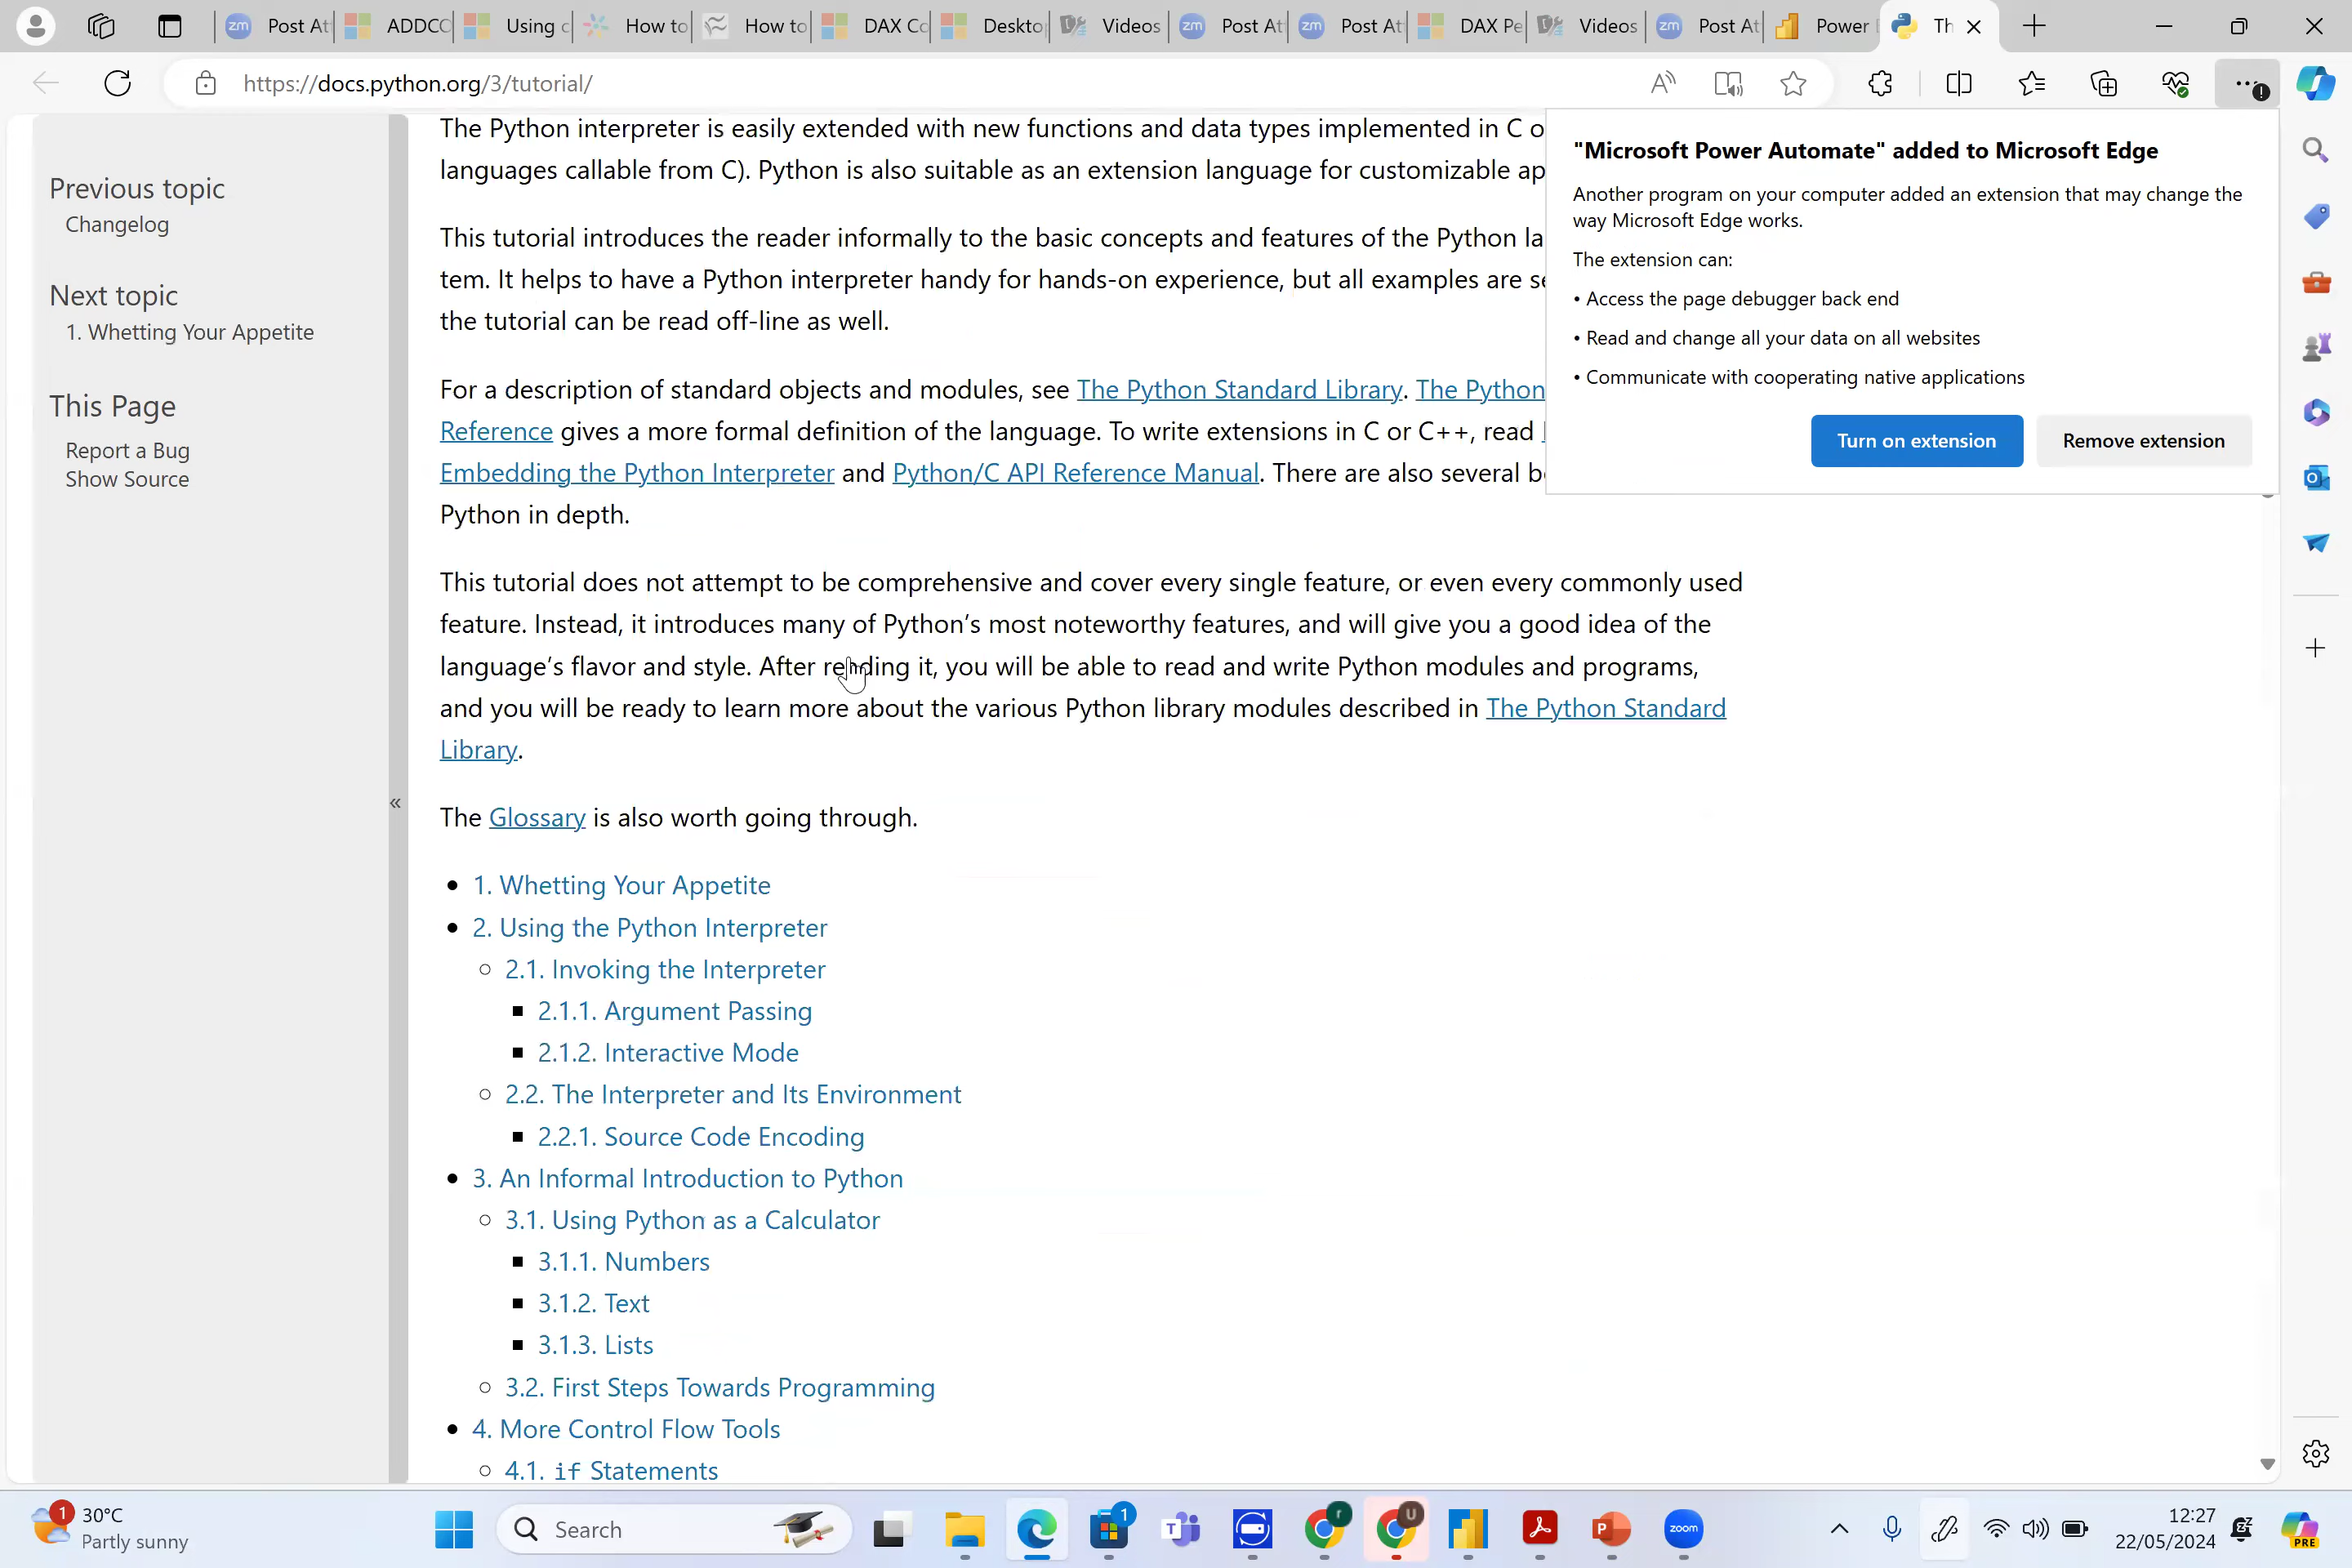 Post At
ADDCO
Using c
How to
How to
DAX Co
Deskto
Videos
Post At
Post At
DAX Pe
Videos
Post At
Power
Th
https://docs.python.org/3/tutorial/
Previous topic
Changelog
Next topic
1. Whetting Your Appetite
This Page
Report a Bug
Show Source
«
The Python interpreter is easily extended with new functions and data types implemented in C o
languages callable from C). Python is also suitable as an extension language for customizable ap
This tutorial introduces the reader informally to the basic concepts and features of the Python la
tem. It helps to have a Python interpreter handy for hands-on experience, but all examples are se
the tutorial can be read off-line as well.
For a description of standard objects and modules, see The Python Standard Library. The Python
Reference gives a more formal definition of the language. To write extensions in C or C++, read
Embedding the Python Interpreter and Python/C API Reference Manual. There are also several b
Python in depth.
This tutorial does not attempt to be comprehensive and cover every single feature, or even every commonly used
feature. Instead, it introduces many of Python's most noteworthy features, and will give you a good idea of the
language's flavor and style. After reading it, you will be able to read and write Python modules and programs,
and you will be ready to learn more about the various Python library modules described in The Python Standard
Library.
The Glossary is also worth going through.
• 1. Whetting Your Appetite
• 2. Using the Python Interpreter
○ 2.1. Invoking the Interpreter
▪ 2.1.1. Argument Passing
▪ 2.1.2. Interactive Mode
○ 2.2. The Interpreter and Its Environment
▪ 2.2.1. Source Code Encoding
• 3. An Informal Introduction to Python
○ 3.1. Using Python as a Calculator
▪ 3.1.1. Numbers
▪ 3.1.2. Text
▪ 3.1.3. Lists
○ 3.2. First Steps Towards Programming
• 4. More Control Flow Tools
○ 4.1. if Statements
"Microsoft Power Automate" added to Microsoft Edge
Another program on your computer added an extension that may change the
way Microsoft Edge works.
The extension can:
• Access the page debugger back end
• Read and change all your data on all websites
• Communicate with cooperating native applications
Turn on extension
Remove extension
1
30°C
Partly sunny
Search
1
r
U
zoom
12:27
22/05/2024
PRE